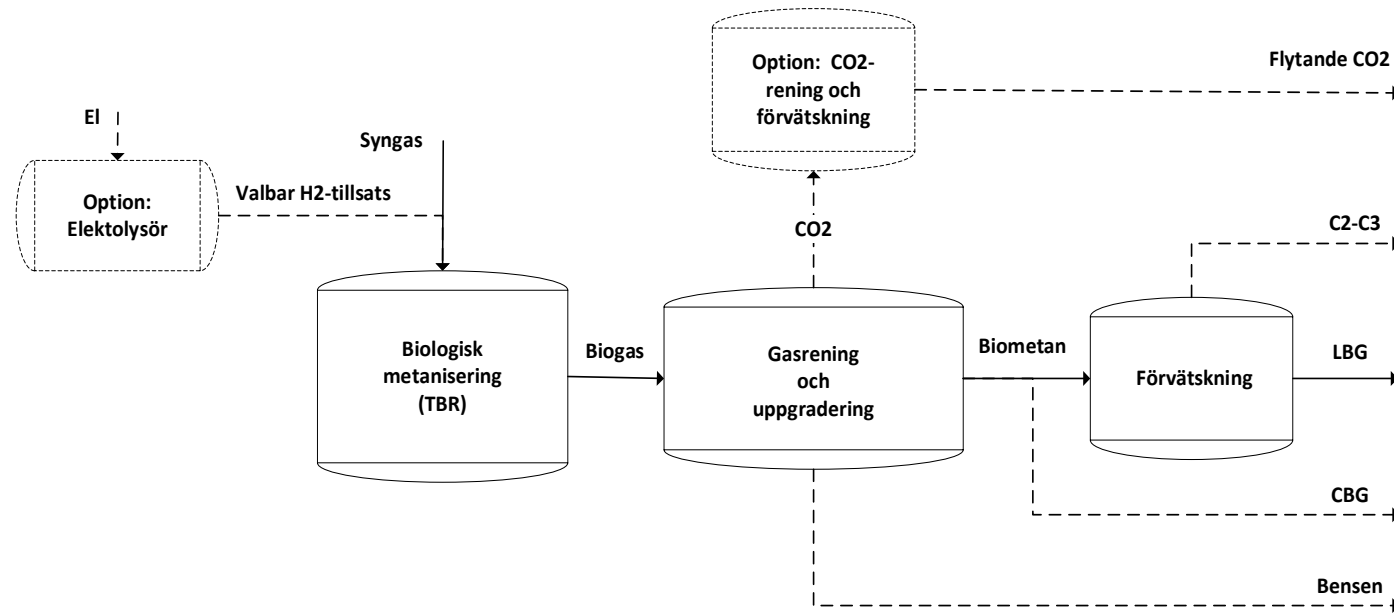 Option: CO2-
rening och
förvätskning
Flytande CO2
El
Syngas
Option:
Elektolysör
Valbar H2-tillsats
CO2
C2-C3
Biologisk
metanisering
(TBR)
Biogas
Gasrening
och
uppgradering
Biometan
Förvätskning
LBG
CBG
Bensen